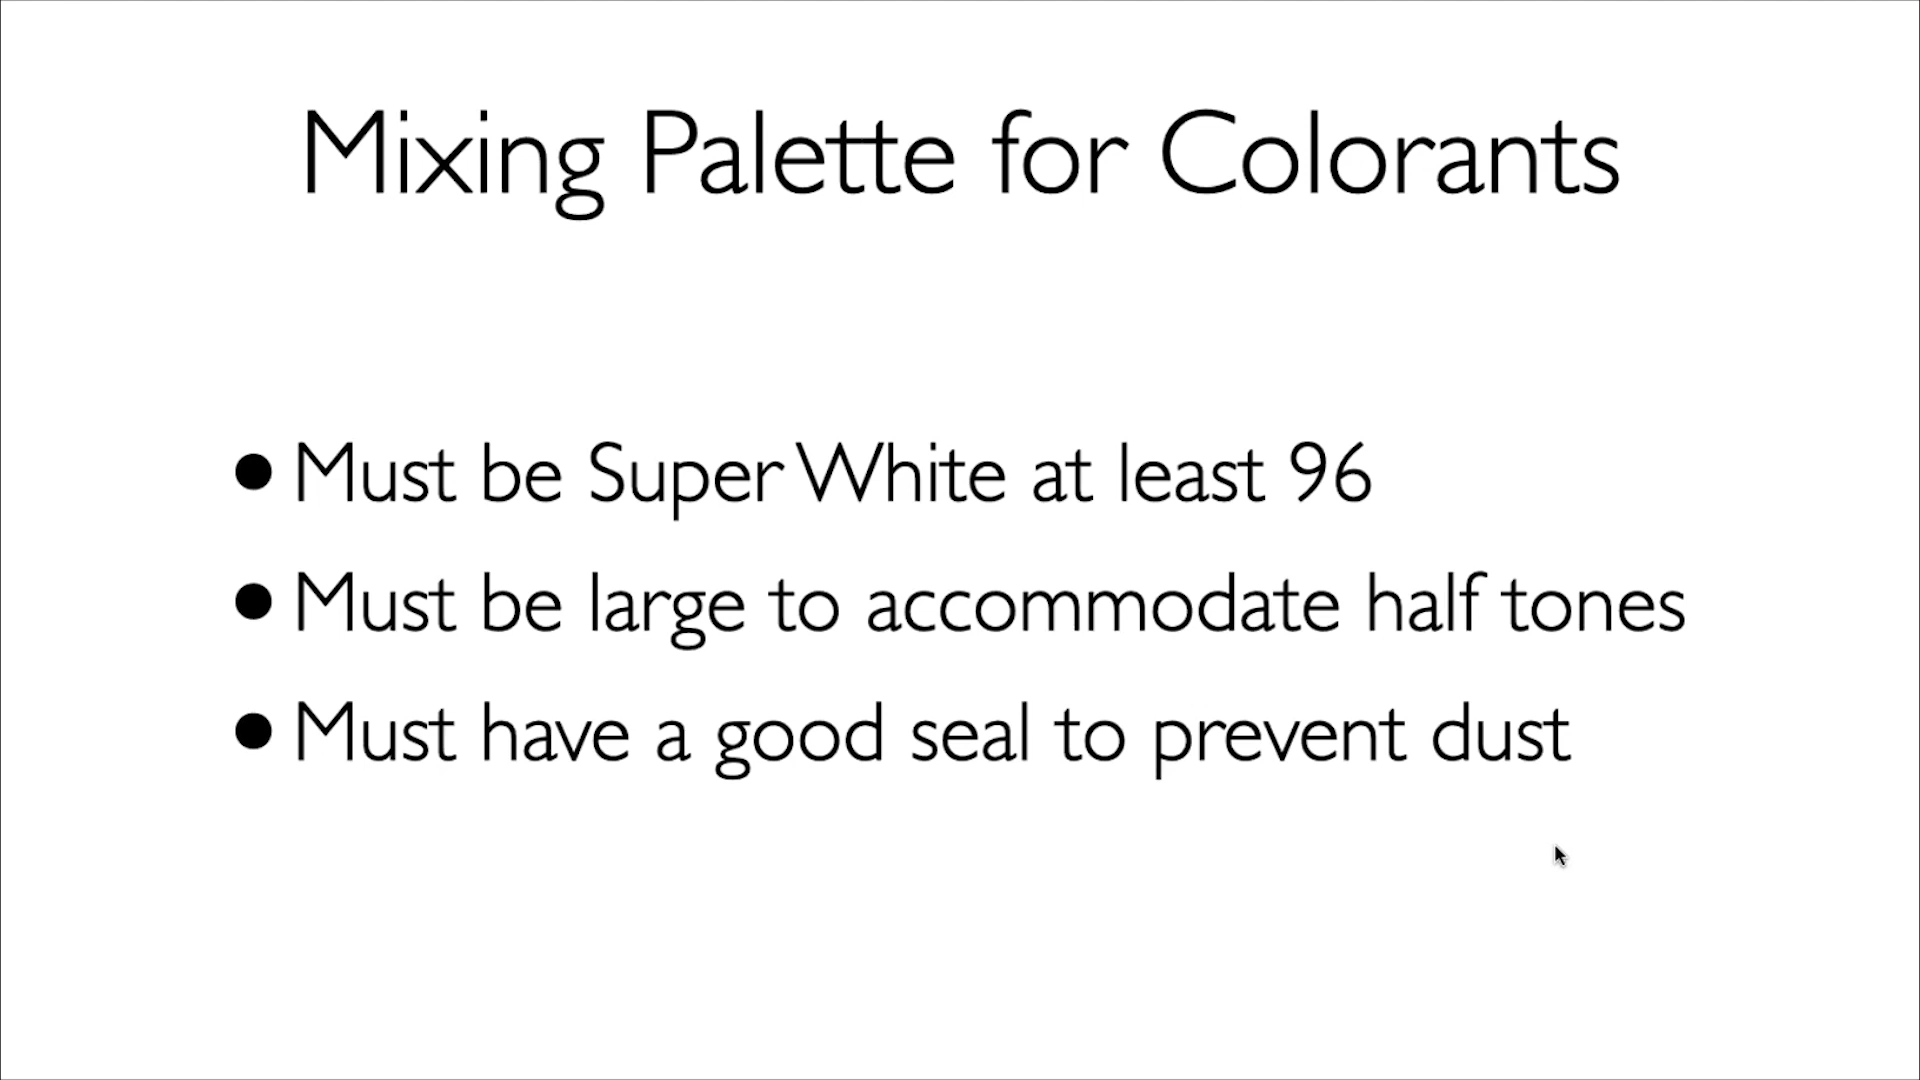 Mixing Palette for Colorants
• Must be Super White at least 96
• Must be large to accommodate half tones
• Must have a good seal to prevent dust